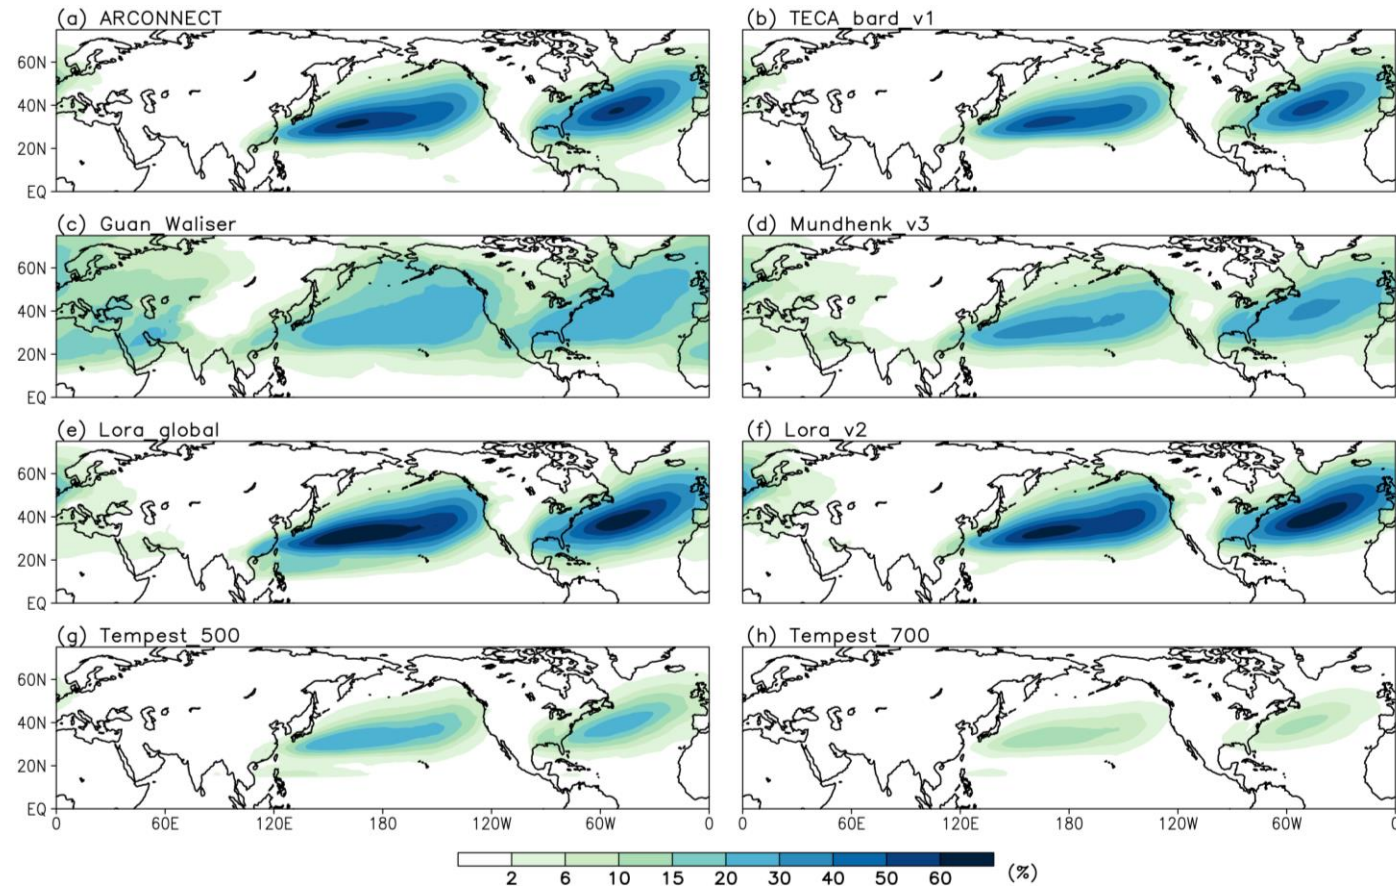 (a) ARCONNECT
(b) TECA_bard_v1
60N
40N
20N
EQ
(c) Guan_Waliser
(d) Mundhenk_v3
60N
40N
20N
EQ
(e) Lora_global
(f) Lora_v2
60N
40N
20N
EQ
(g) Tempest_500
(h) Tempest_700
60N
40N
20N
EQ
0 60E 120E 180 120W 60W 0
0 60E 120E 180 120W 60W 0
2 6 10 15 20 30 40 50 60 (%)